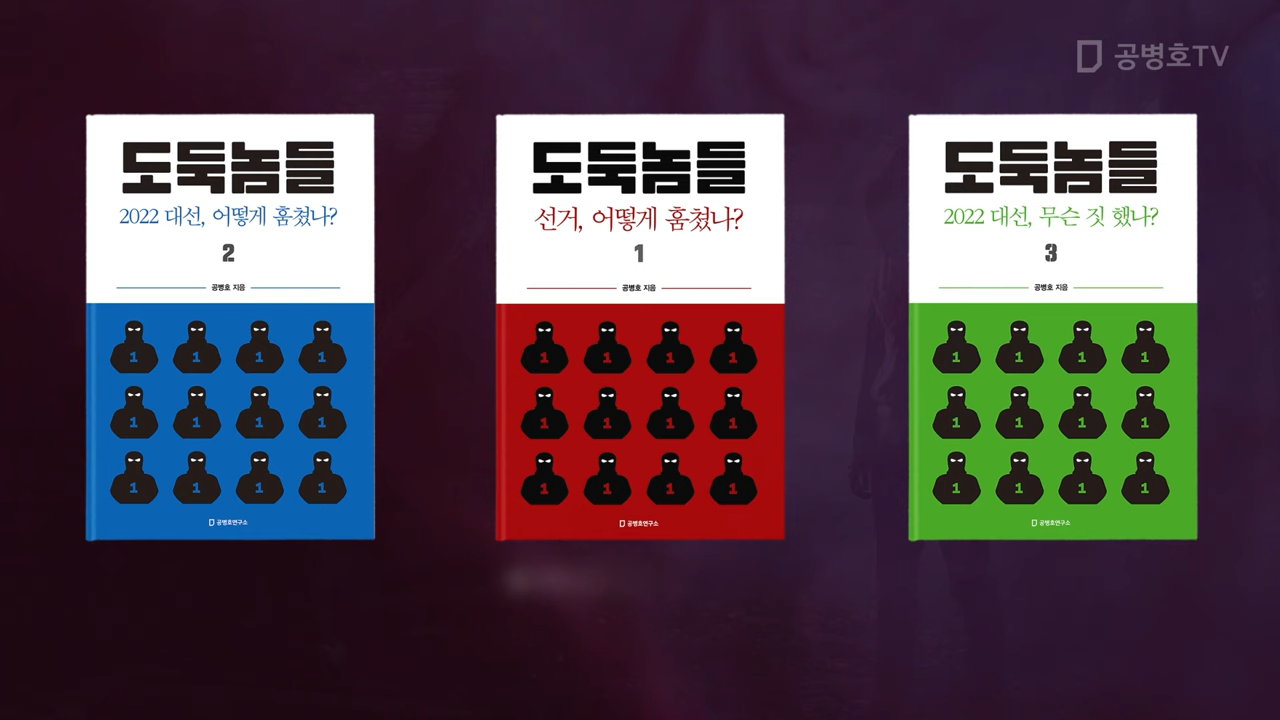 공병호TV
도둑놈들
2022 대선, 어떻게 훔쳤나?
2
공병호 지음
1 1 1 1
1 1 1 1
1 1 1 1
공병호연구소
도둑놈들
선거, 어떻게 훔쳤나?
1
공병호 지음
1 1 1 1
1 1 1 1
1 1 1 1
공병호연구소
도둑놈들
2022 대선, 무슨 짓 했나?
3
공병호 지음
1 1 1 1
1 1 1 1
1 1 1 1
공병호연구소